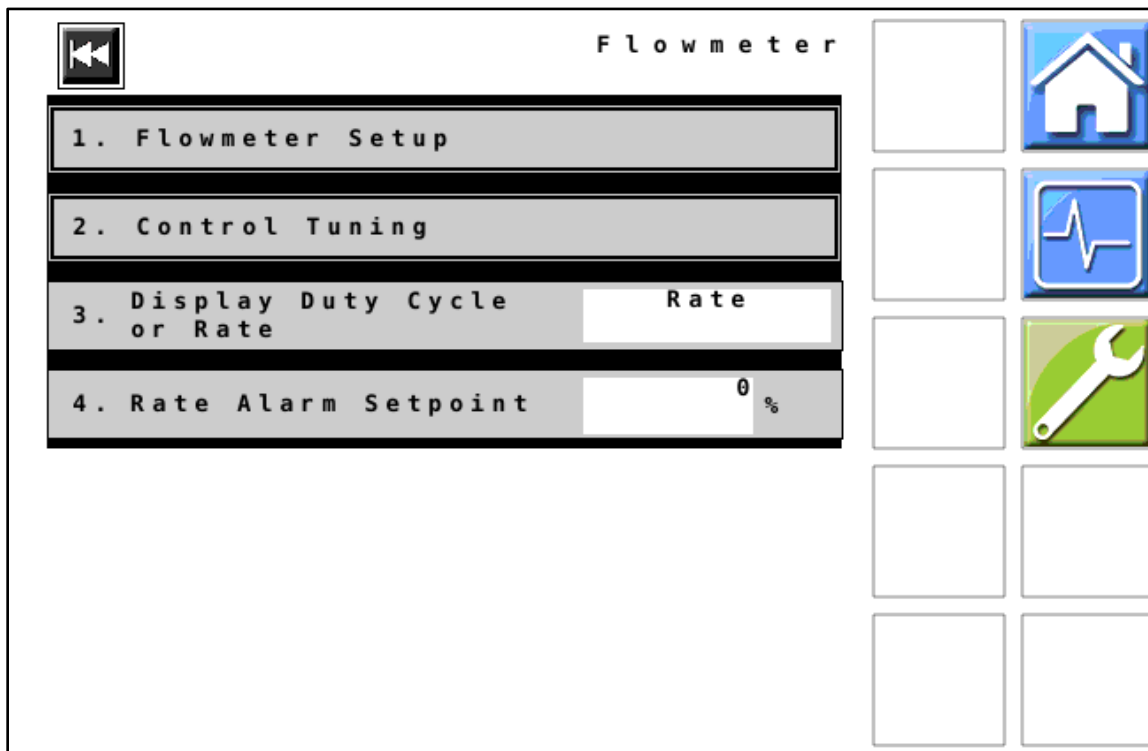 Flowmeter
1. Flowmeter Setup
2. Control Tuning
3. Display Duty Cycle
or Rate
Rate
4. Rate Alarm Setpoint 0 %